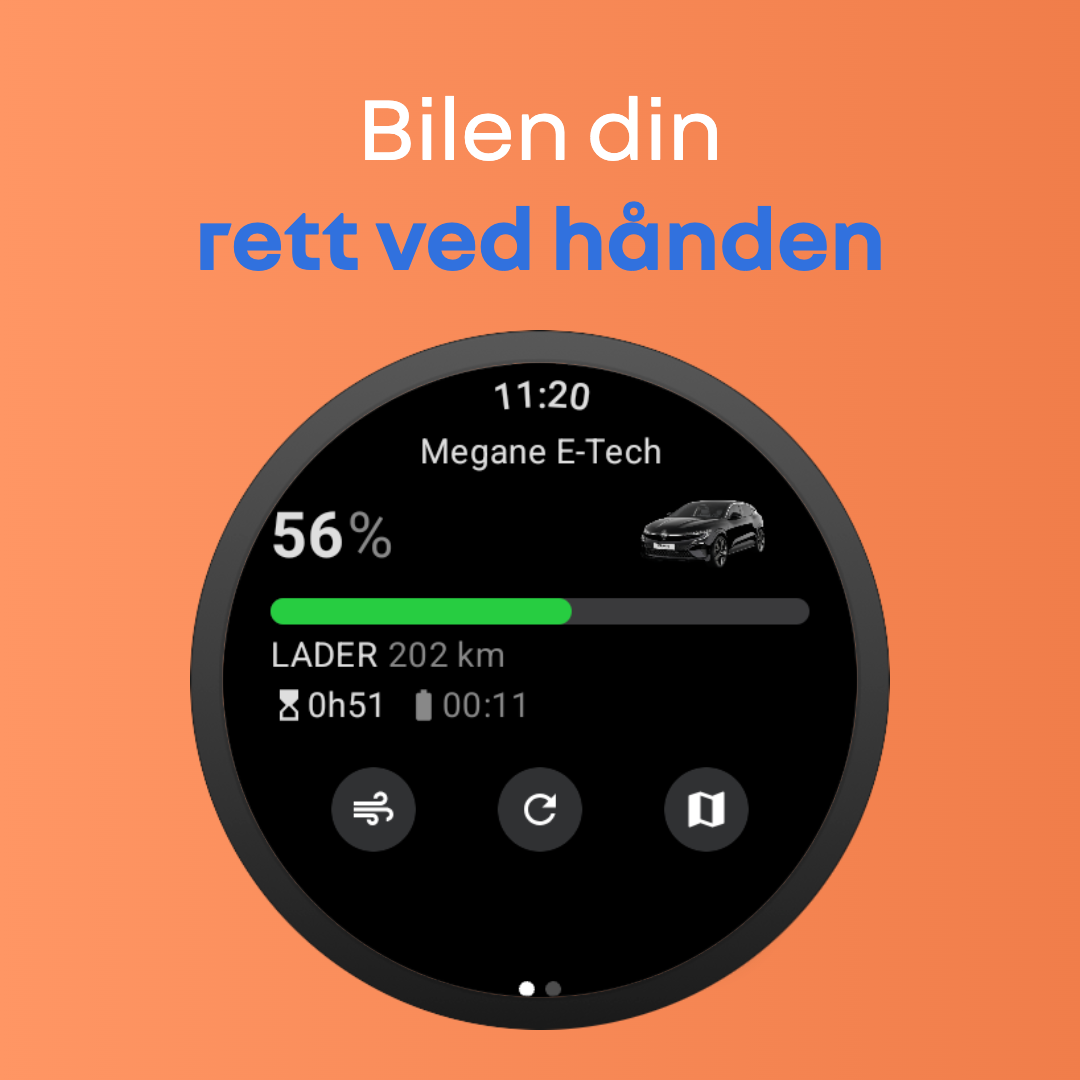 Bilen din
rett ved hånden
11:20
Megane E-Tech
56%
LADER 202 km
0h51 00:11